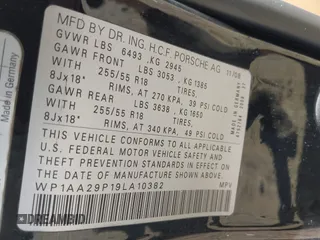 MFD BY DR. ING. H.C.F. PORSCHE AG 11/08
GVWR LBS 6493 ,KG 2945
GAWR FRONT LBS 3053 ,KG 1385
WITH 255/55 R18 TIRES,
8Jx18" RIMS, AT 270 KPA, 39 PSI COLD
GAWR REAR LBS 3638 ,KG 1650
WITH 255/55 R18 TIRES,
8Jx18" RIMS, AT 340 KPA, 49 PSI COLD
THIS VEHICLE CONFORMS TO ALL APPLICABLE
U.S. FEDERAL MOTOR VEHICLE SAFETY AND
THEFT PREVENTION STANDARDS IN EFFECT
ON THE DATE OF MANUFACTURE SHOWN ABOVE.
WP1AA29P19LA10382 MPV
Made in Germany
DREAMBID